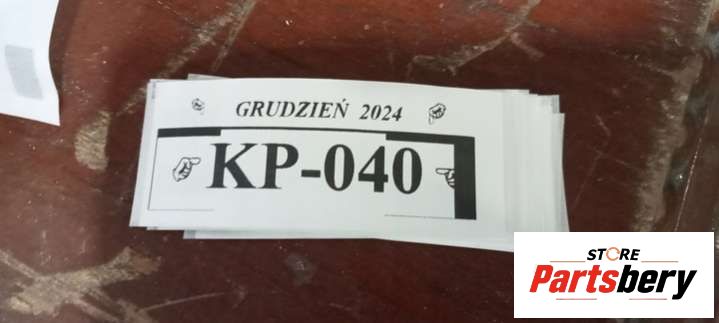 GRUDZIEŃ 2024
KP-040
STORE
Partsbery